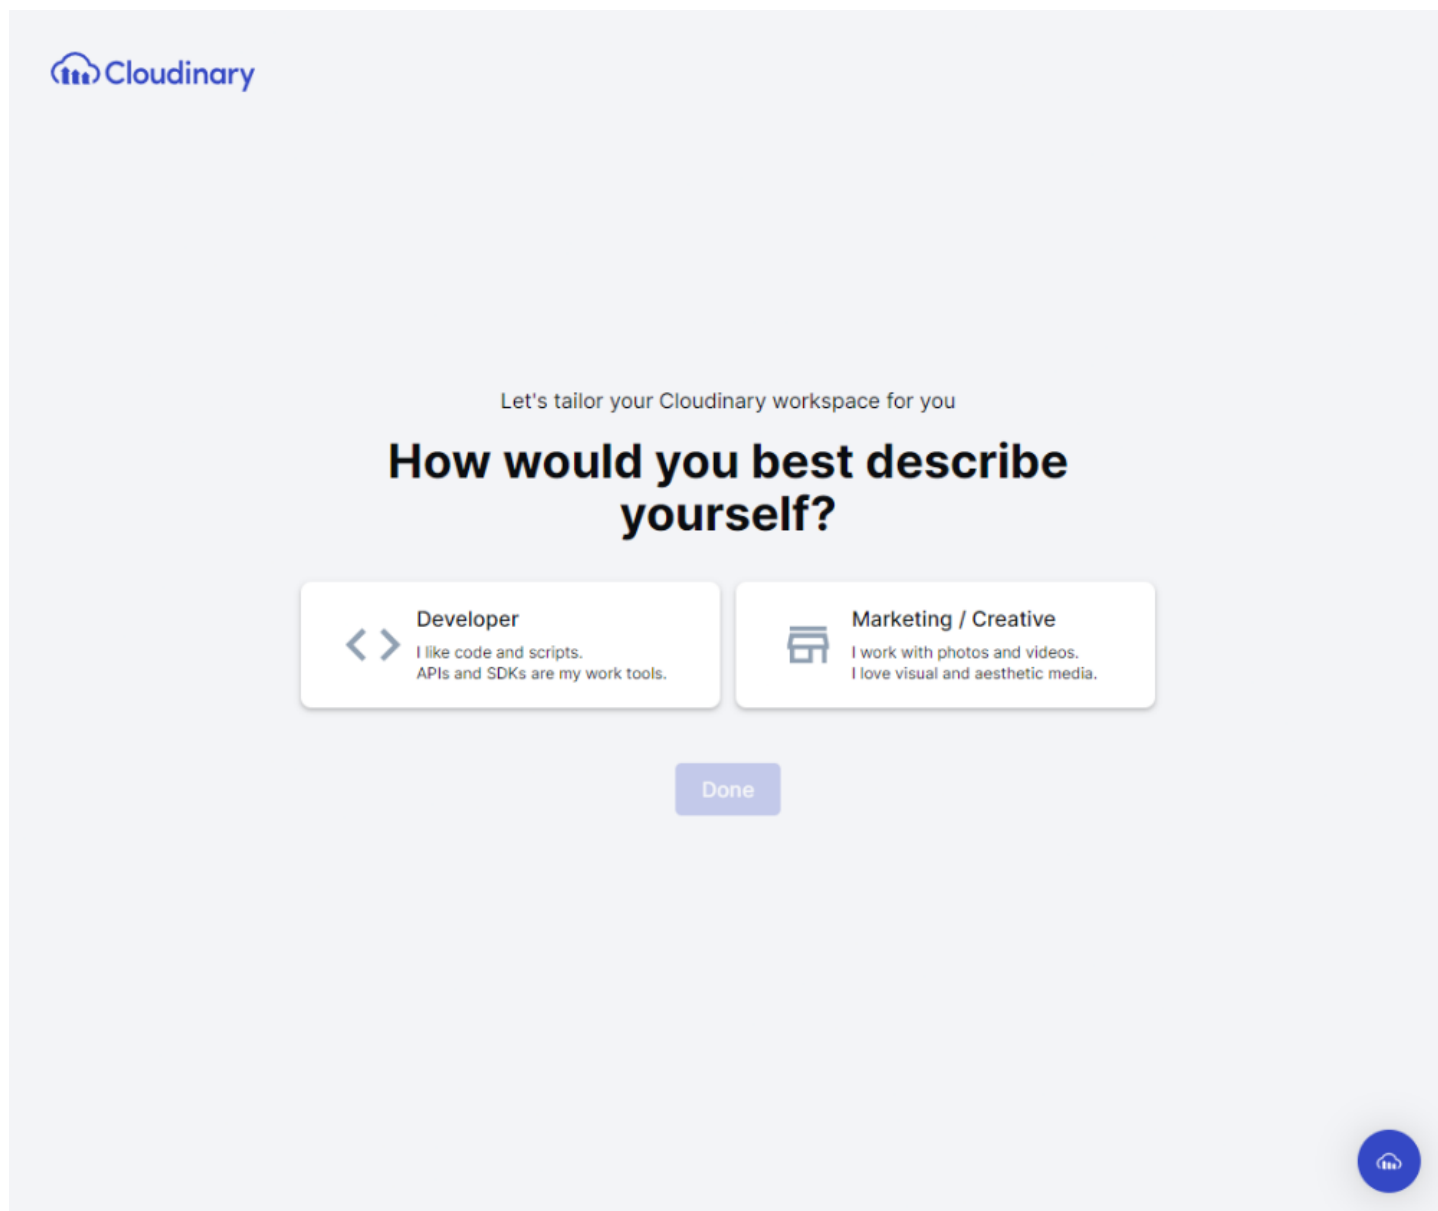 Cloudinary
Let's tailor your Cloudinary workspace for you
How would you best describe
yourself?
Developer
I like code and scripts.
APIs and SDKs are my work tools.
Marketing / Creative
I work with photos and videos.
I love visual and aesthetic media.
Done